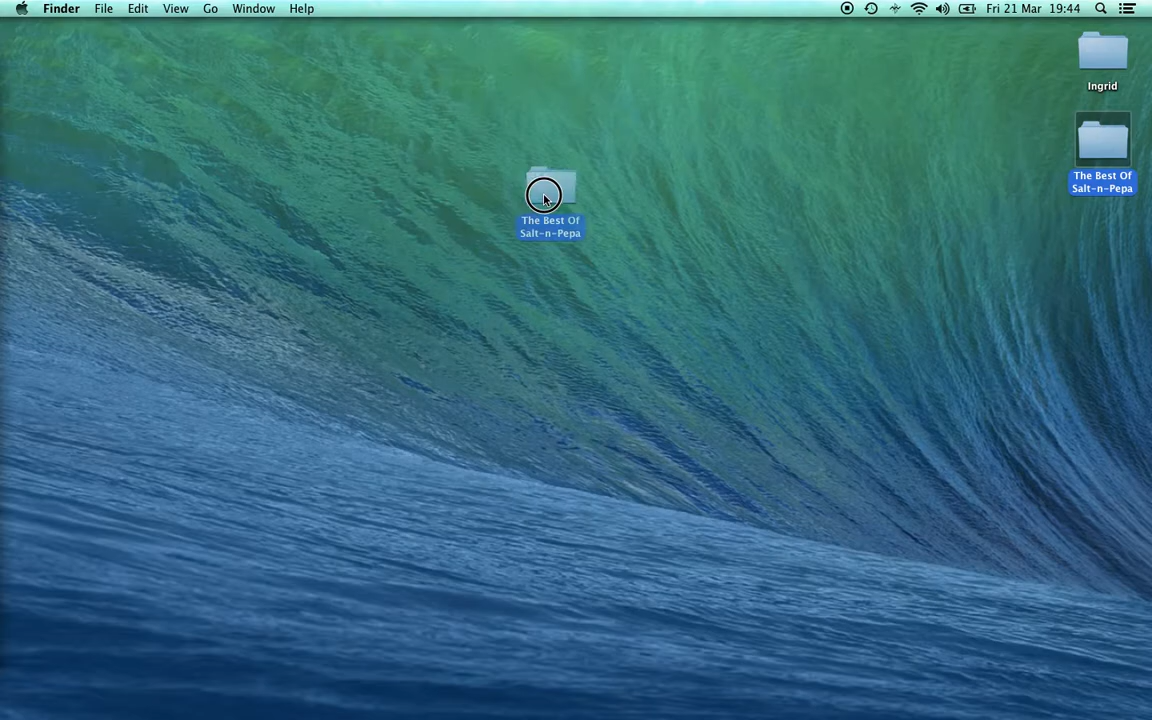 Finder File Edit View Go Window Help Fri 21 Mar 19:44
Ingrid
The Best Of
Salt-n-Pepa
The Best Of
Salt-n-Pepa